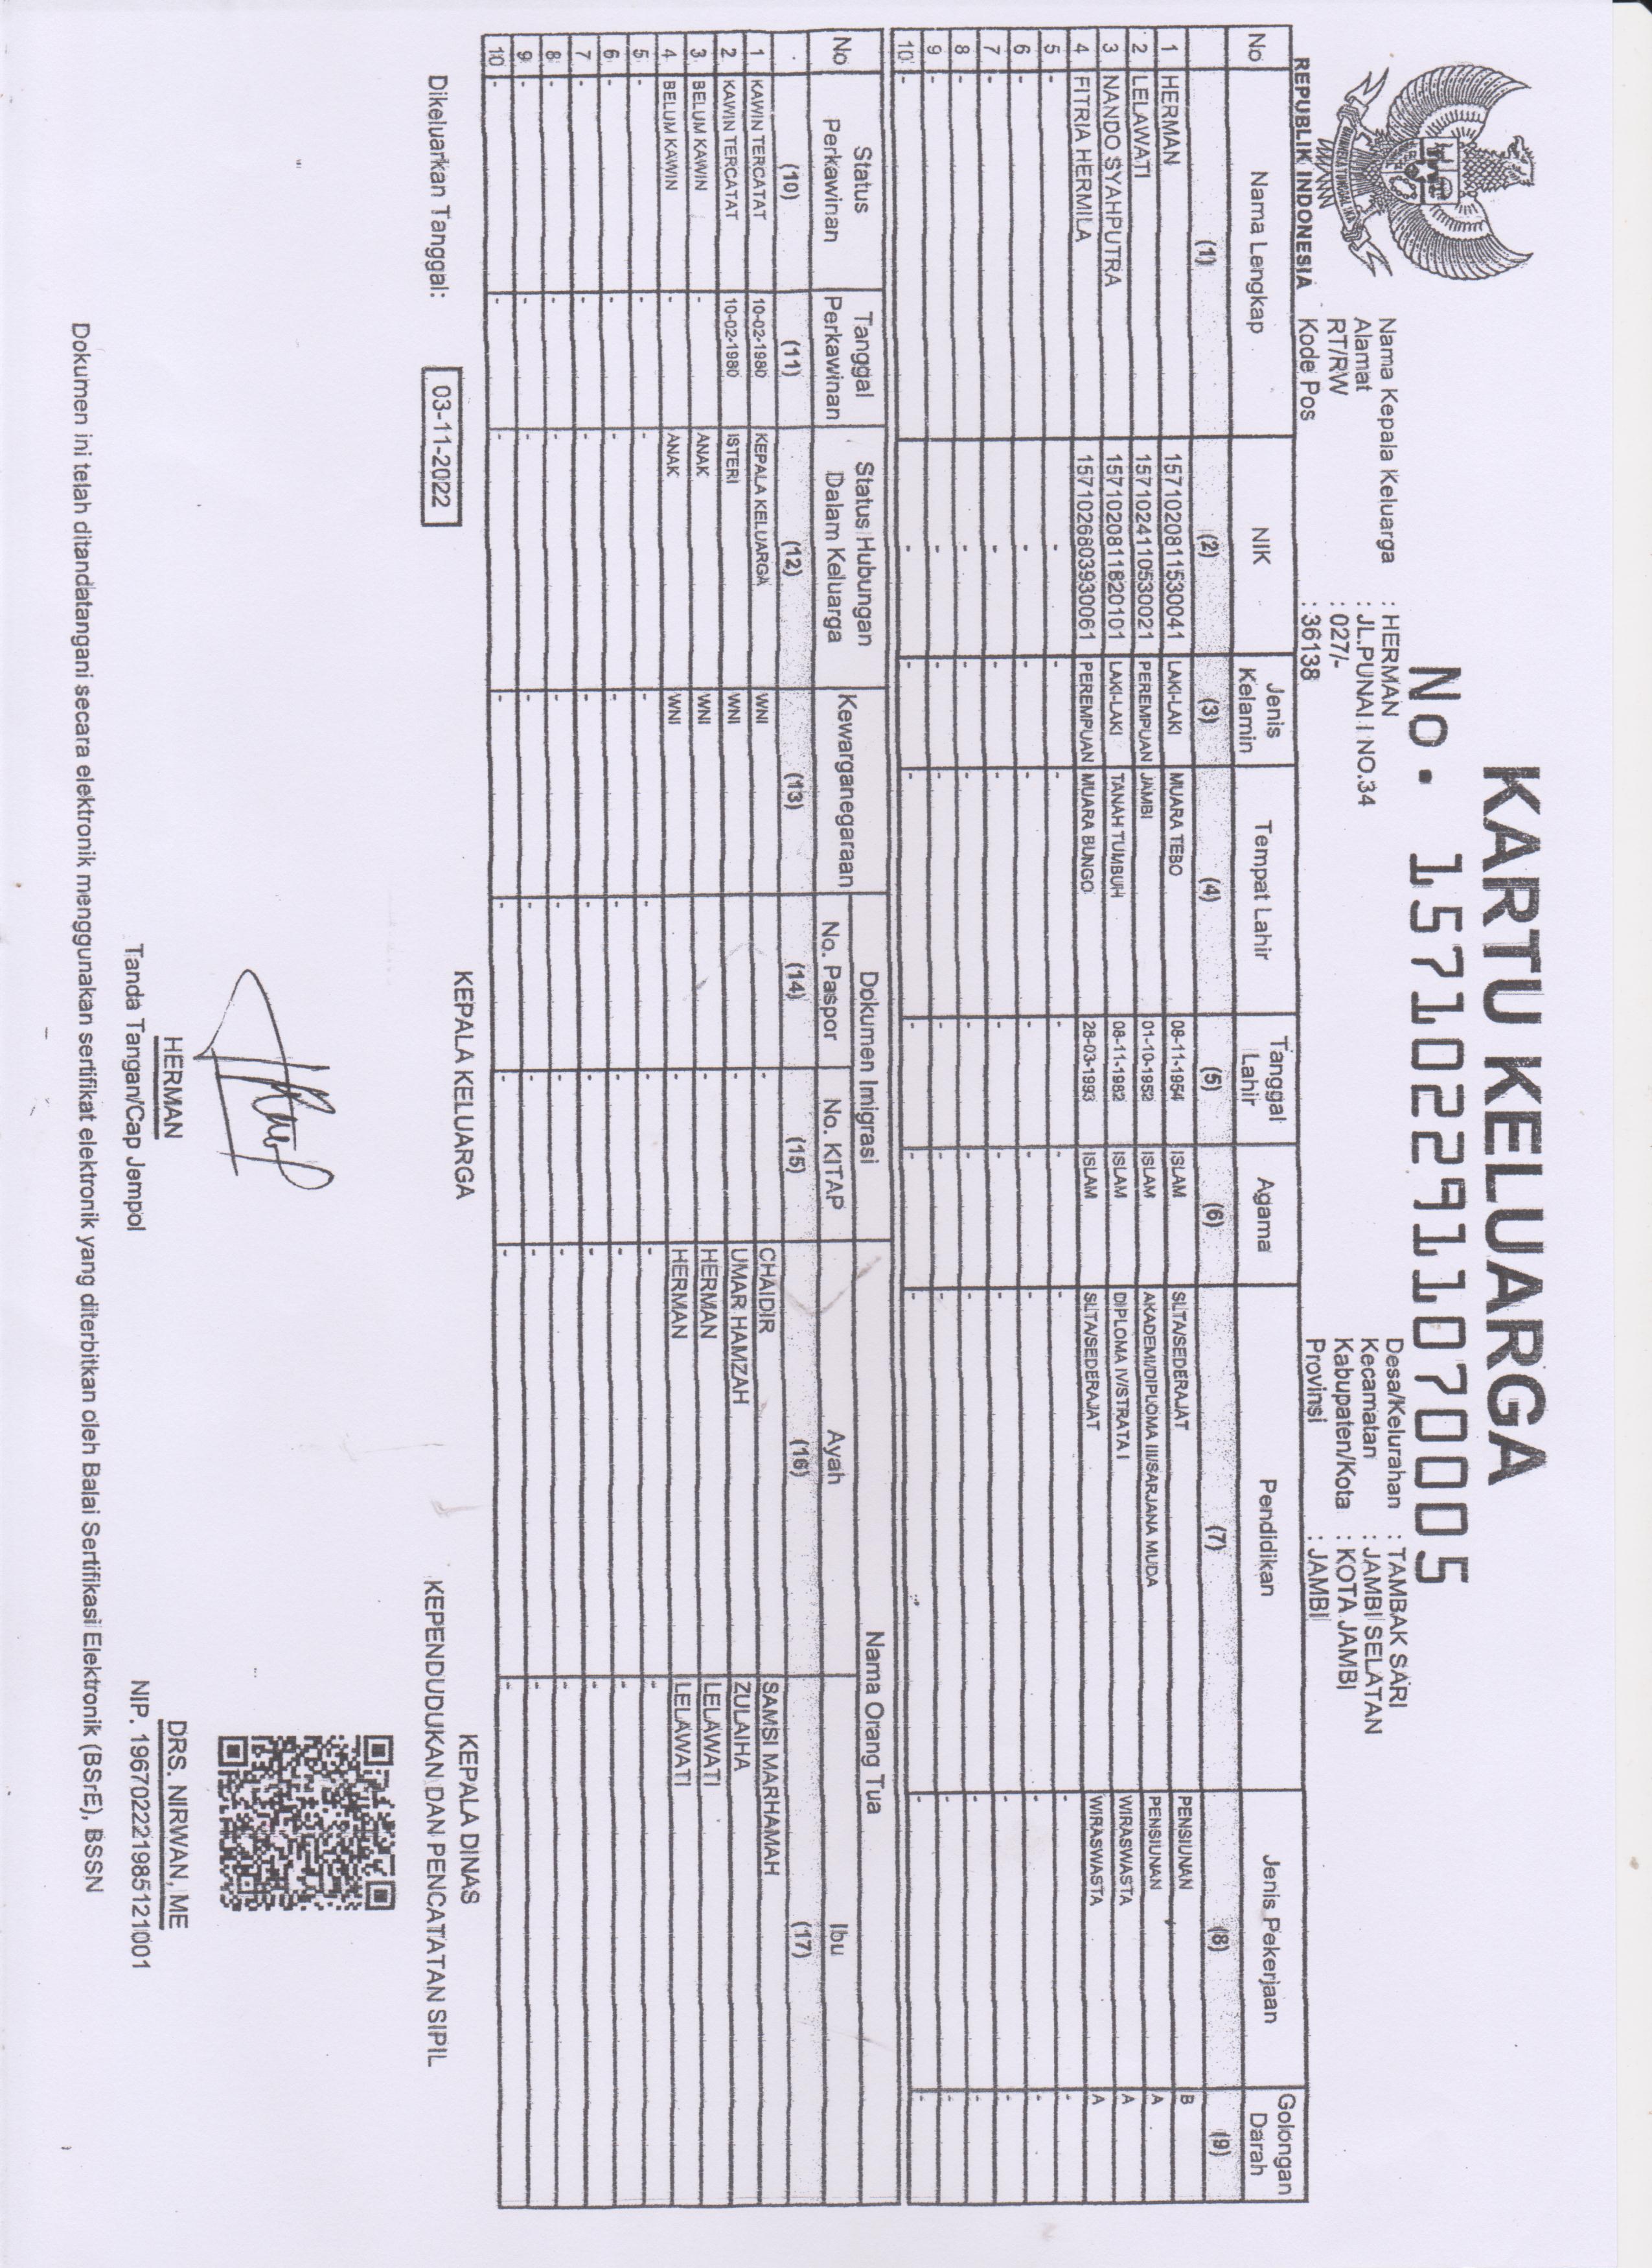 KARTU KELUARGA
No. 1571022911070005
REPUBLIK INDONESIA
BHINNEKA TUNGGAL IKA
Nama Kepala Keluarga : HERMAN
Alamat : JL.PUNAI I NO.34
RT/RW : 027/-
Kode Pos : 36138
Desa/Kelurahan : TAMBAK SARI
Kecamatan : JAMBI SELATAN
Kabupaten/Kota : KOTA JAMBI
Provinsi : JAMBI
No Nama Lengkap NIK Jenis Kelamin Tempat Lahir Tanggal Lahir Agama Pendidikan Jenis Pekerjaan Golongan Darah
(1) (2) (3) (4) (5) (6) (7) (8) (9)
1 HERMAN 1571020811530041 LAKI-LAKI MUARA TEBO 08-11-1954 ISLAM SLTA/SEDERAJAT PENSIUNAN B
2 LELAWATI 1571024110530021 PEREMPUAN JAMBI 01-10-1952 ISLAM AKADEMI/DIPLOMA III/SARJANA MUDA PENSIUNAN A
3 NANDO SYAHPUTRA 1571020811820101 LAKI-LAKI TANAH TUMBUH 08-11-1982 ISLAM DIPLOMA IV/STRATA I WIRASWASTA A
4 FITRIA HERMILA 1571026803930061 PEREMPUAN MUARA BUNGO 28-03-1993 ISLAM SLTA/SEDERAJAT WIRASWASTA A
5 - - - - - - - - -
6 - - - - - - - - -
7 - - - - - - - - -
8 - - - - - - - - -
9 - - - - - - - - -
10 - - - - - - - - -
No Status Perkawinan Tanggal Perkawinan Status Hubungan Dalam Keluarga Kewarganegaraan Dokumen Imigrasi Nama Orang Tua
No. Paspor No. KITAP Ayah Ibu
(10) (11) (12) (13) (14) (15) (16) (17)
1 KAWIN TERCATAT 10-02-1980 KEPALA KELUARGA WNI - CHAIDIR SAMSI MARHAMAH
2 KAWIN TERCATAT 10-02-1980 ISTERI WNI - UMAR HAMZAH ZULAIHA
3 BELUM KAWIN - ANAK WNI - HERMAN LELAWATI
4 BELUM KAWIN - ANAK WNI - HERMAN LELAWATI
5 - - - - - - - -
6 - - - - - - - -
7 - - - - - - - -
8 - - - - - - - -
9 - - - - - - - -
10 - - - - - - - -
Dikeluarkan Tanggal: 03-11-2022
KEPALA KELUARGA
HERMAN
Tanda Tangan/Cap Jempol
KEPALA DINAS
KEPENDUDUKAN DAN PENCATATAN SIPIL
DRS. NIRWAN, ME
NIP. 196702221985121001
Dokumen ini telah ditandatangani secara elektronik menggunakan sertifikat elektronik yang diterbitkan oleh Balai Sertifikasi Elektronik (BSrE), BSSN